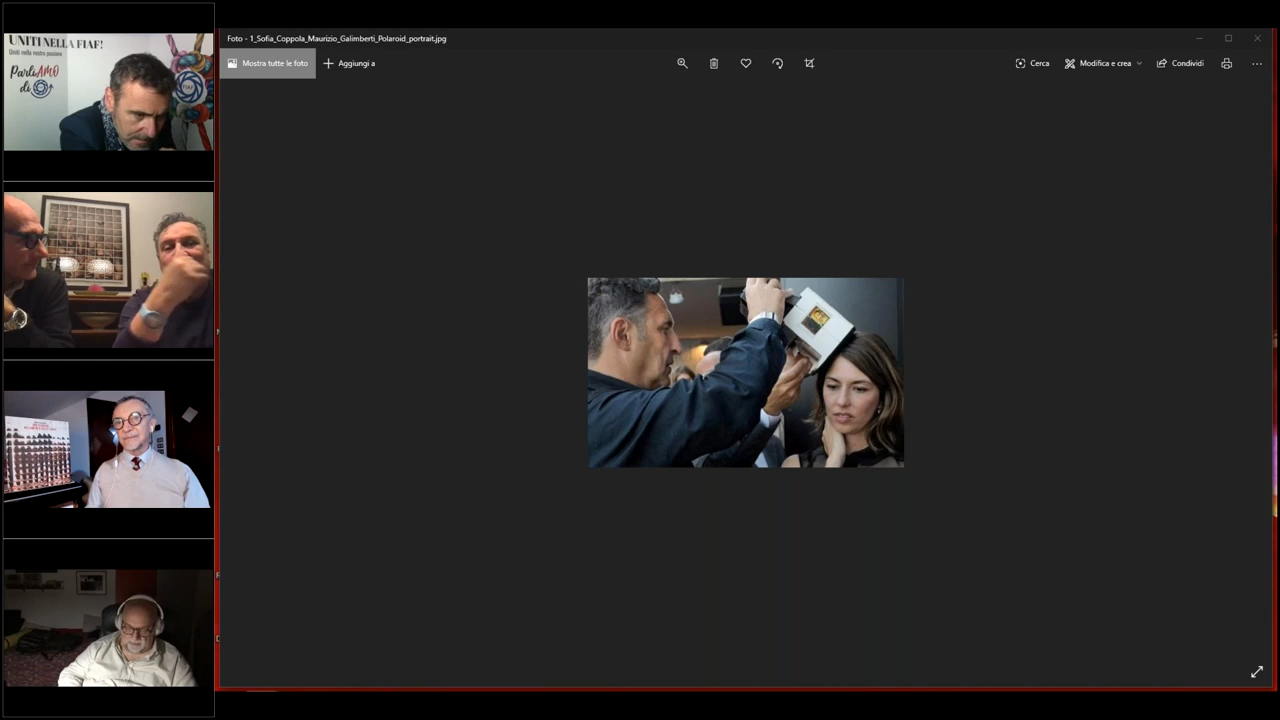 UNITI NELLA FIAF!
Uniti nella nostra passione
ParliAMO
di
FIAF
Foto - 1_Sofia_Coppola_Maurizio_Galimberti_Polaroid_portrait.jpg
Mostra tutte le foto
Aggiungi a
Cerca
Modifica e crea
Condividi